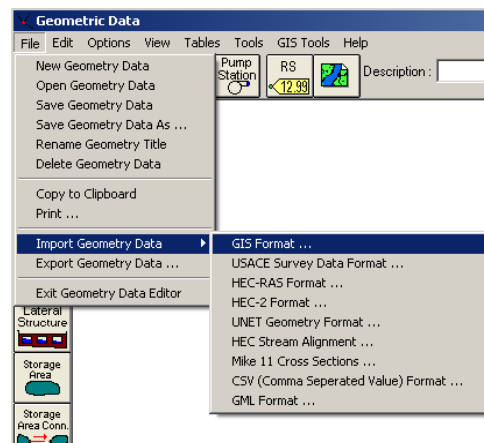 Geometric Data
File Edit Options View Tables Tools GIS Tools Help
New Geometry Data
Open Geometry Data
Save Geometry Data
Save Geometry Data As ...
Rename Geometry Title
Delete Geometry Data
Copy to Clipboard
Print ...
Import Geometry Data
Export Geometry Data ...
Exit Geometry Data Editor
Pump
Station
RS
12.99
Description :
GIS Format ...
USACE Survey Data Format ...
HEC-RAS Format ...
HEC-2 Format ...
UNET Geometry Format ...
HEC Stream Alignment ...
Mike 11 Cross Sections ...
CSV (Comma Seperated Value) Format ...
GML Format ...
Lateral
Structure
Storage
Area
Storage
Area Conn.